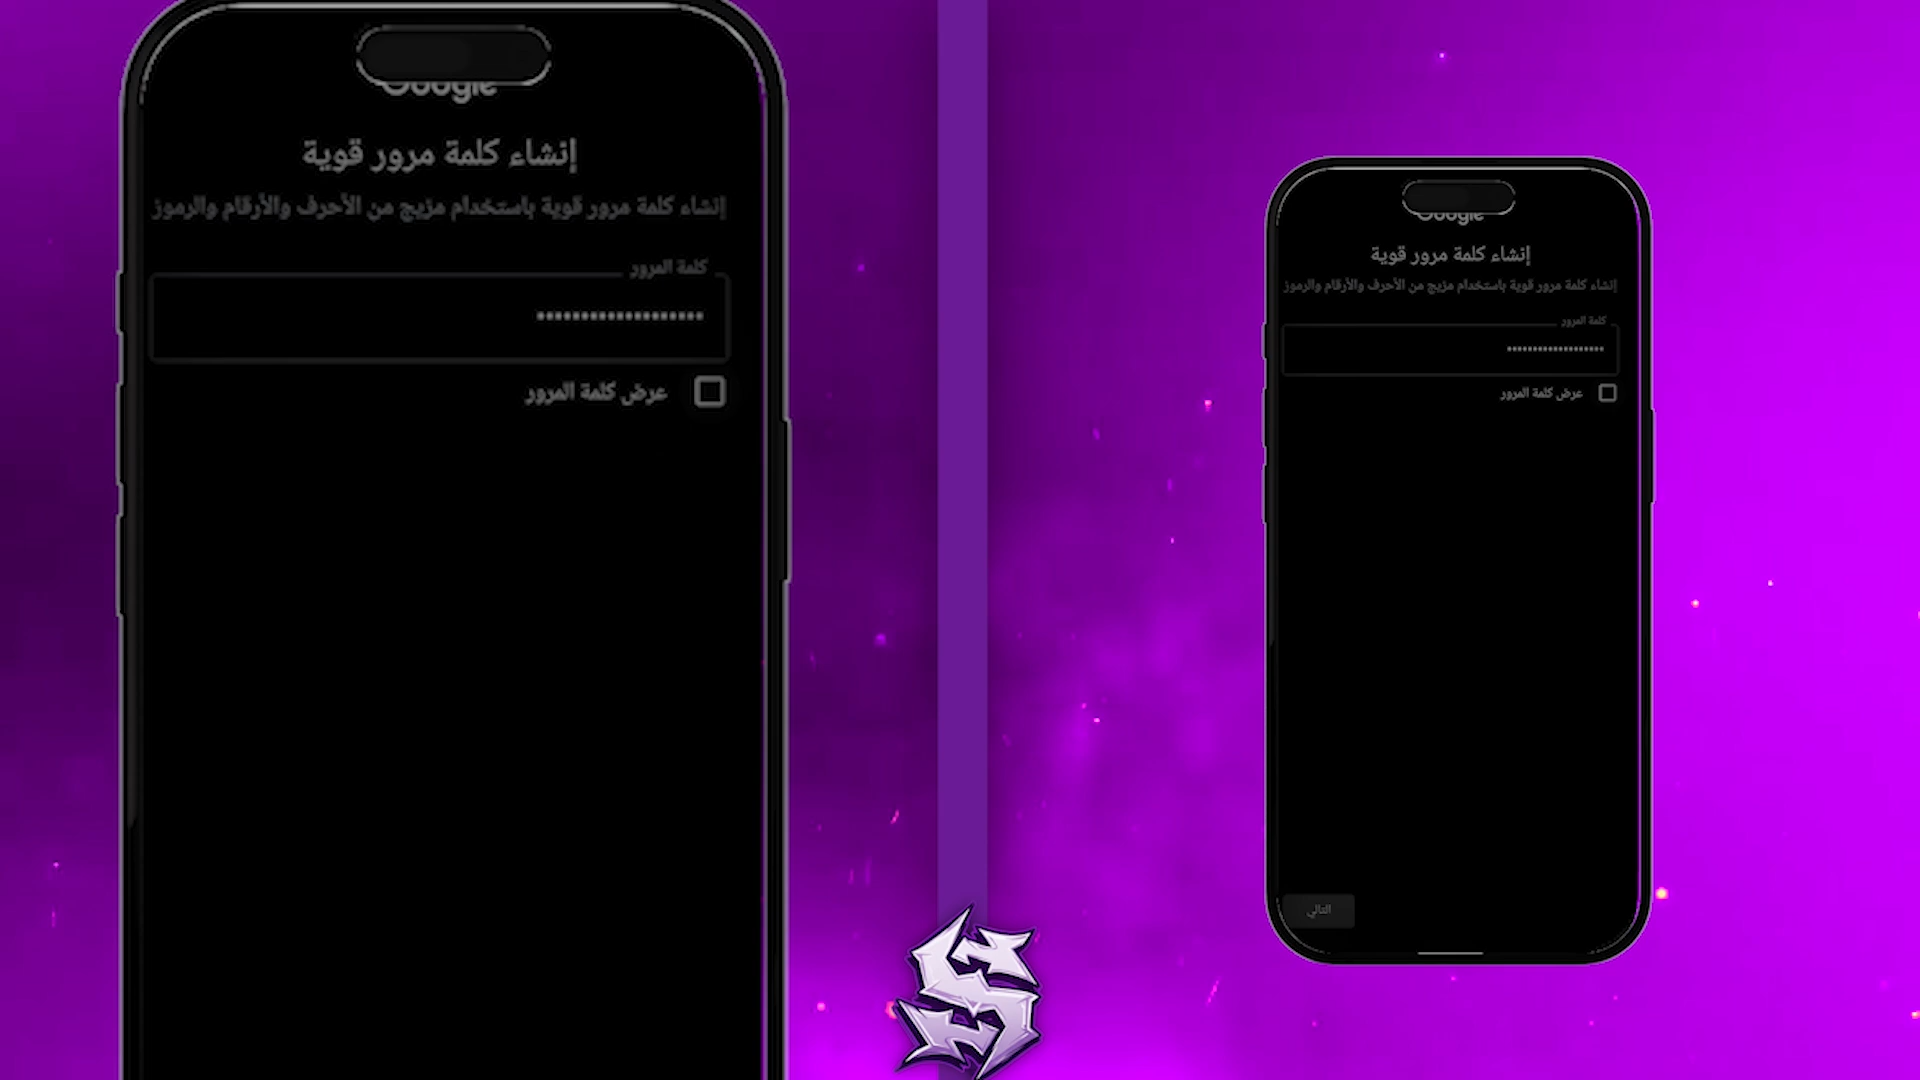 Google
إنشاء كلمة مرور قوية
إنشاء كلمة مرور قوية باستخدام مزيج من الأحرف والأرقام والرموز
كلمة المرور
•••••••••••••••••••
عرض كلمة المرور
Google
إنشاء كلمة مرور قوية
إنشاء كلمة مرور قوية باستخدام مزيج من الأحرف والأرقام والرموز
كلمة المرور
•••••••••••••••••••
عرض كلمة المرور
التالي
S